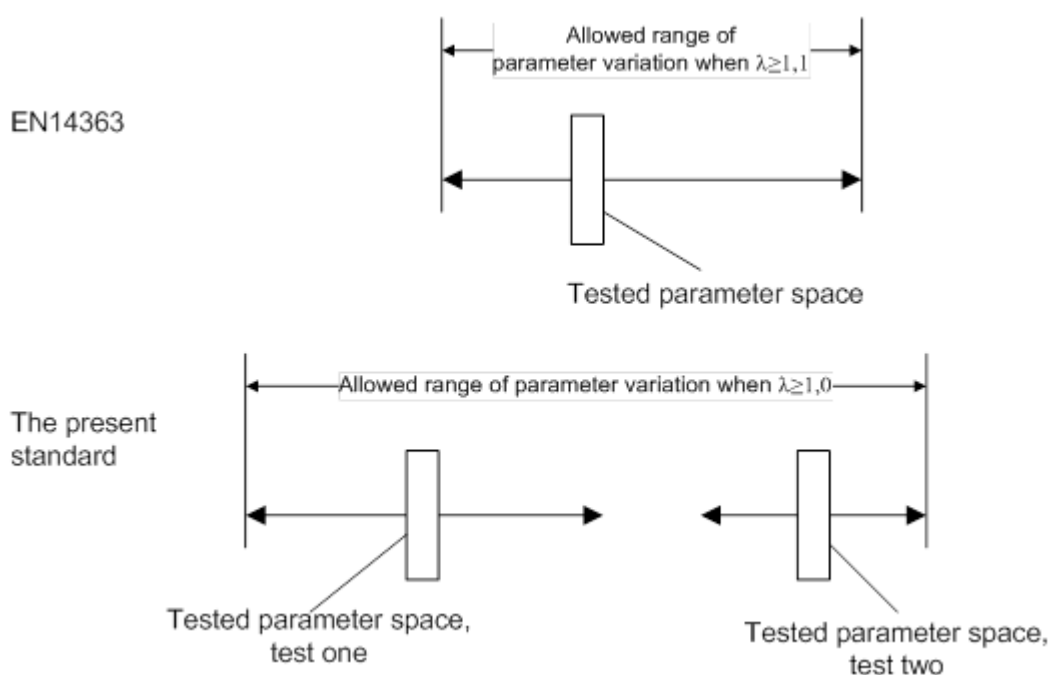 Allowed range of
parameter variation when λ≥1,1
EN14363
Tested parameter space
Allowed range of parameter variation when λ≥1,0
The present
standard
Tested parameter space,
test one
Tested parameter space,
test two